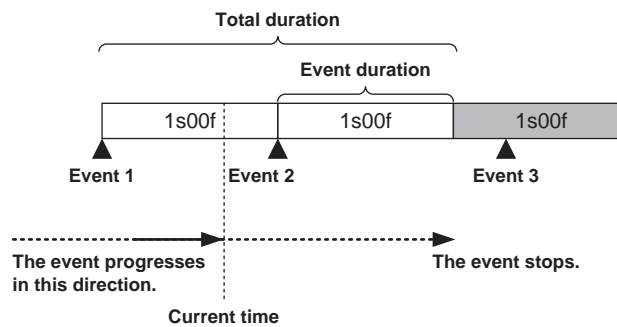 Total duration
Event duration
1s00f 1s00f 1s00f
Event 1 Event 2 Event 3
The event progresses
in this direction.
The event stops.
Current time